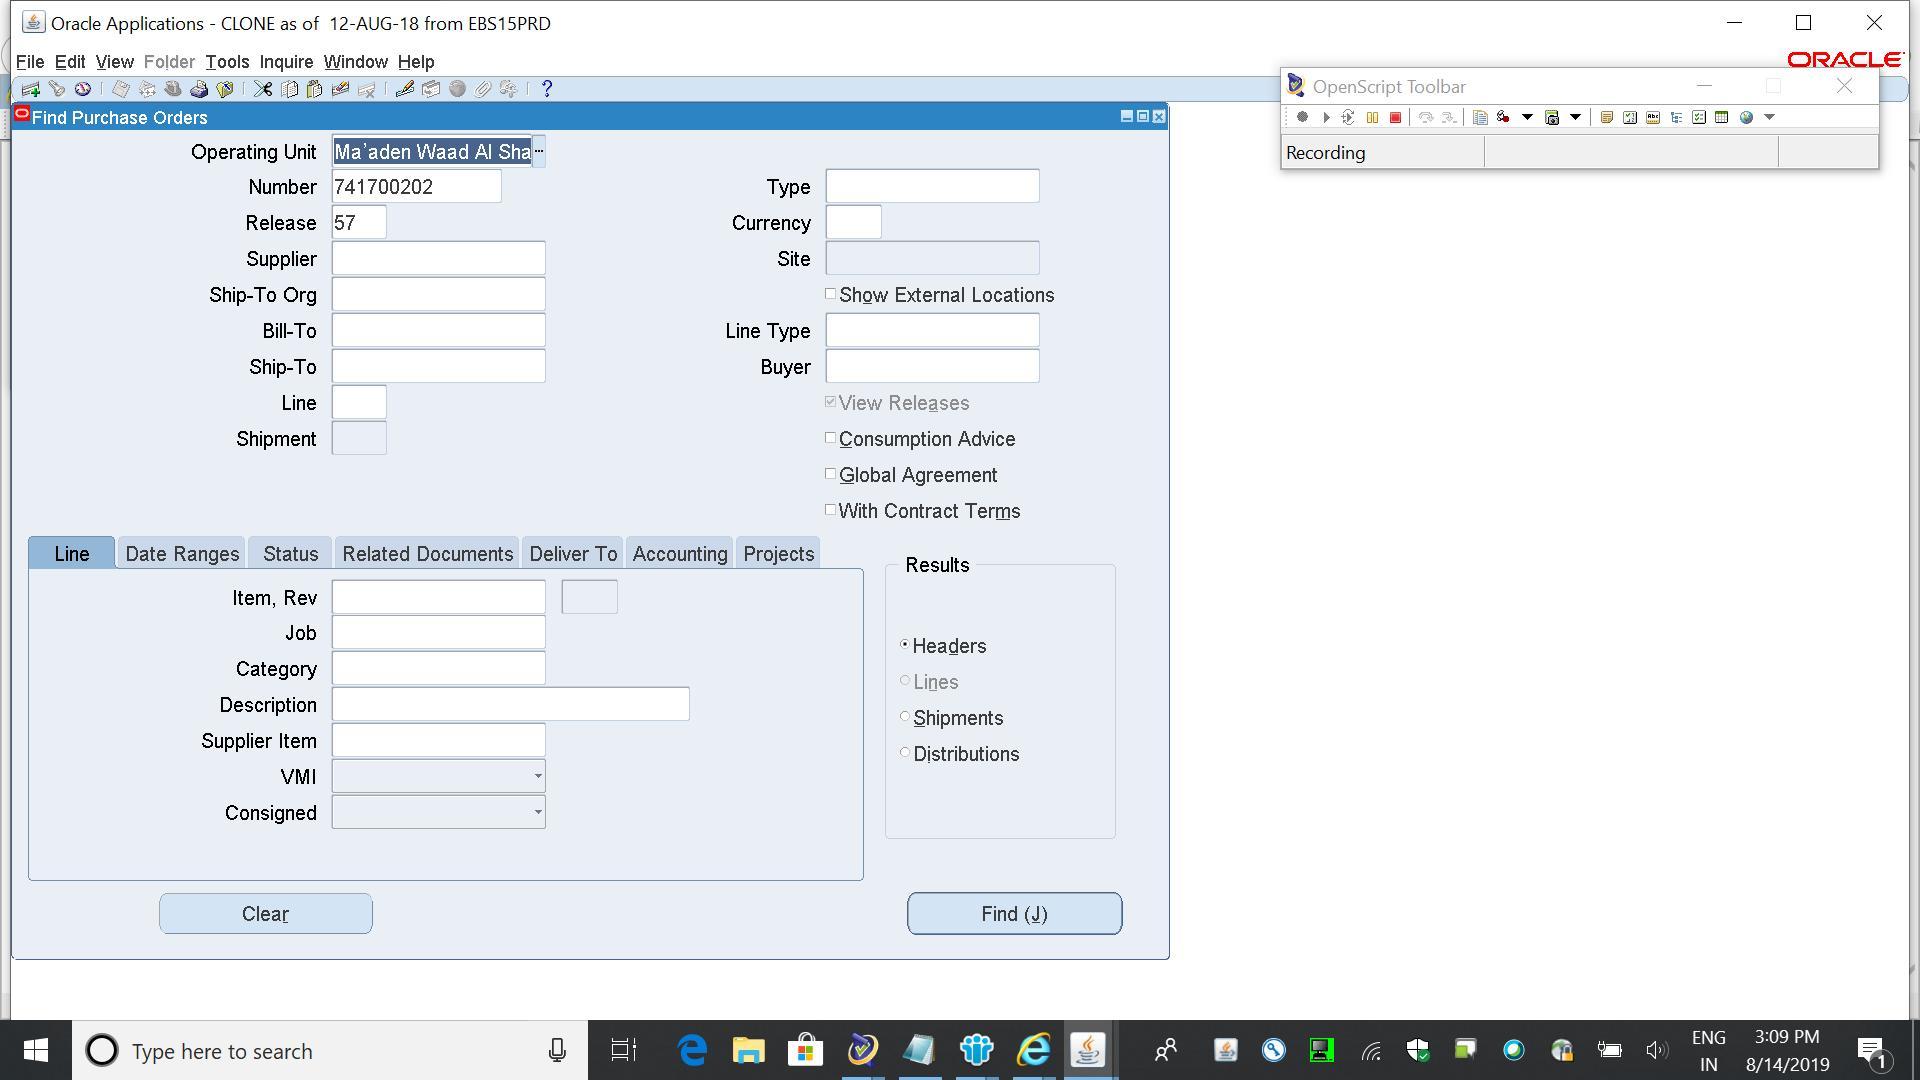 Oracle Applications - CLONE as of  12-AUG-18 from EBS15PRD
File Edit View Folder Tools Inquire Window Help
ORACLE
OpenScript Toolbar
Find Purchase Orders
Recording
Operating Unit Ma'aden Waad Al Sha
Number 741700202 Type
Release 57 Currency
Supplier Site
Ship-To Org Show External Locations
Bill-To Line Type
Ship-To Buyer
Line View Releases
Shipment Consumption Advice
Global Agreement
With Contract Terms
Line Date Ranges Status Related Documents Deliver To Accounting Projects
Results
Item, Rev
Job
Headers
Category
Lines
Description
Shipments
Supplier Item
Distributions
VMI
Consigned
Clear Find (J)
Type here to search
ENG
IN
3:09 PM
8/14/2019
1